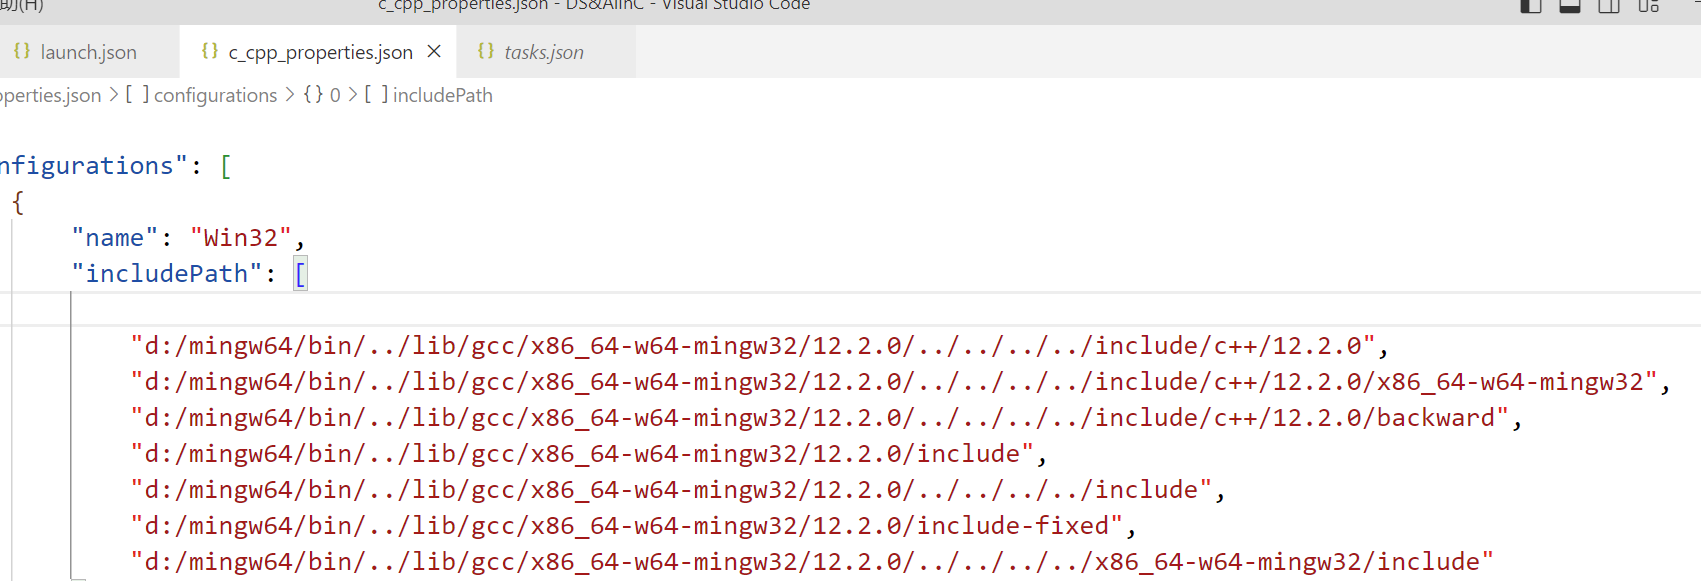 助(H)
c_cpp_properties.json - DS&AlinC - Visual Studio Code
{} launch.json
{} c_cpp_properties.json ×
{} tasks.json
operties.json > [ ] configurations > {} 0 > [ ] includePath
nfigurations": [
{
"name": "Win32",
"includePath": [
"d:/mingw64/bin/../lib/gcc/x86_64-w64-mingw32/12.2.0/../../../../include/c++/12.2.0",
"d:/mingw64/bin/../lib/gcc/x86_64-w64-mingw32/12.2.0/../../../../include/c++/12.2.0/x86_64-w64-mingw32",
"d:/mingw64/bin/../lib/gcc/x86_64-w64-mingw32/12.2.0/../../../../include/c++/12.2.0/backward",
"d:/mingw64/bin/../lib/gcc/x86_64-w64-mingw32/12.2.0/include",
"d:/mingw64/bin/../lib/gcc/x86_64-w64-mingw32/12.2.0/../../../../include",
"d:/mingw64/bin/../lib/gcc/x86_64-w64-mingw32/12.2.0/include-fixed",
"d:/mingw64/bin/../lib/gcc/x86_64-w64-mingw32/12.2.0/../../../../x86_64-w64-mingw32/include"